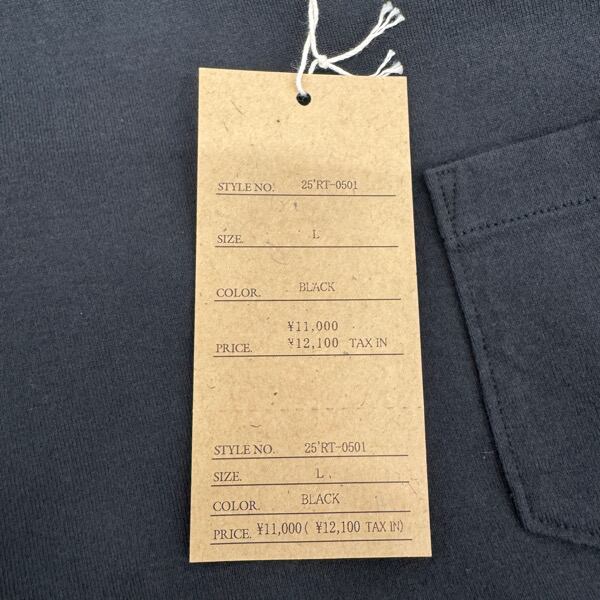 STYLE NO. 25'RT-0501
SIZE. L
COLOR. BLACK
¥11,000
PRICE. ¥12,100 TAX IN
STYLE NO. 25'RT-0501
SIZE. L
COLOR. BLACK
PRICE. ¥11,000( ¥12,100 TAX IN)